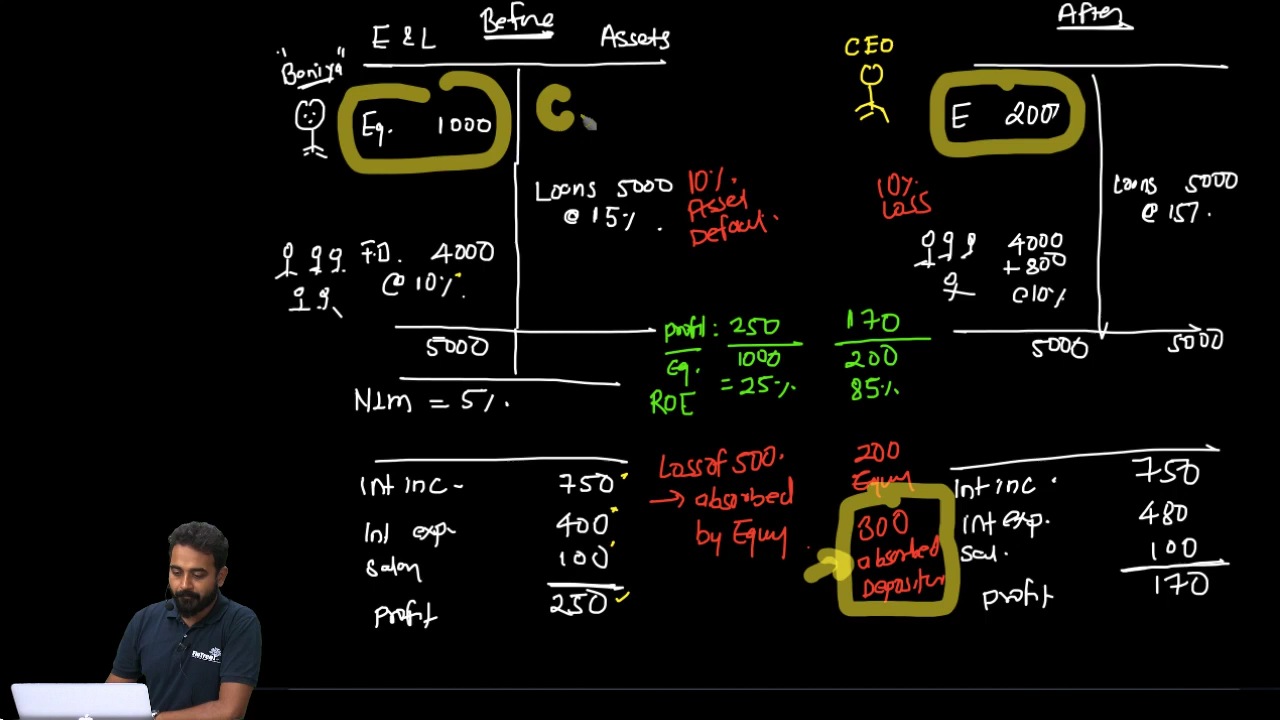 Before
After
E & L
Assets
CEO
"Baniya"
Eq. 1000
C
E 200
Loans 5000
@ 15%.
10%.
Asset
Default.
10%
Loss
Loans 5000
@ 15%.
F.D. 4000
@ 10%.
4000
+ 800
@10%
5000
5000
5000
profit : 250
Eq. 1000
ROE = 25%
170
200
85%
NIM = 5%.
Int inc - 750
Int exp. 400
Salary 100
profit 250
Loss of 500.
→ absorbed
by Equity
200
Equity
300
absorbed
Depositor
Int inc. 750
int exp. 480
Sal. 100
profit 170